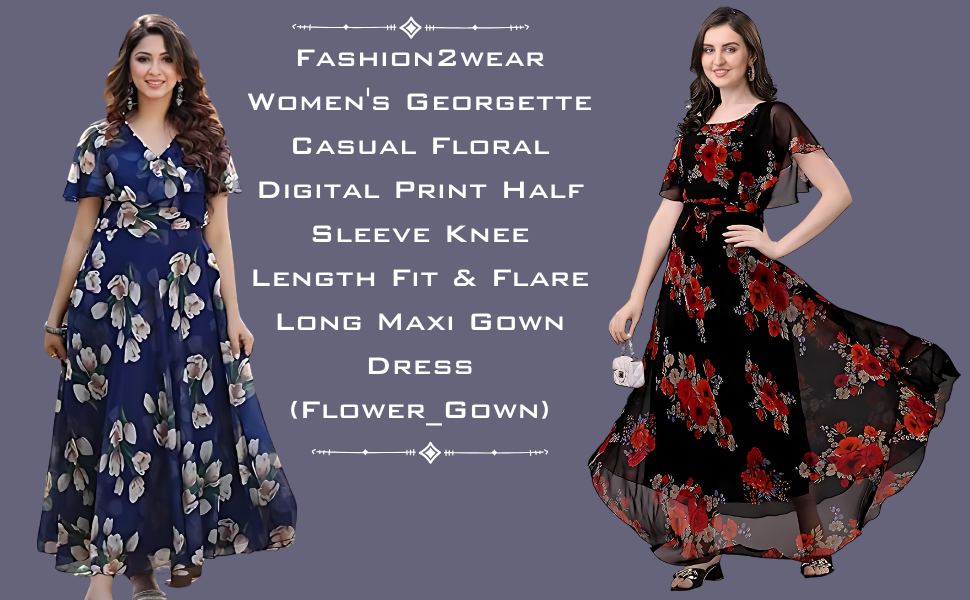 Fashion2wear
Women's Georgette
Casual Floral
Digital Print Half
Sleeve Knee
Length Fit & Flare
Long Maxi Gown
Dress
(Flower_Gown)